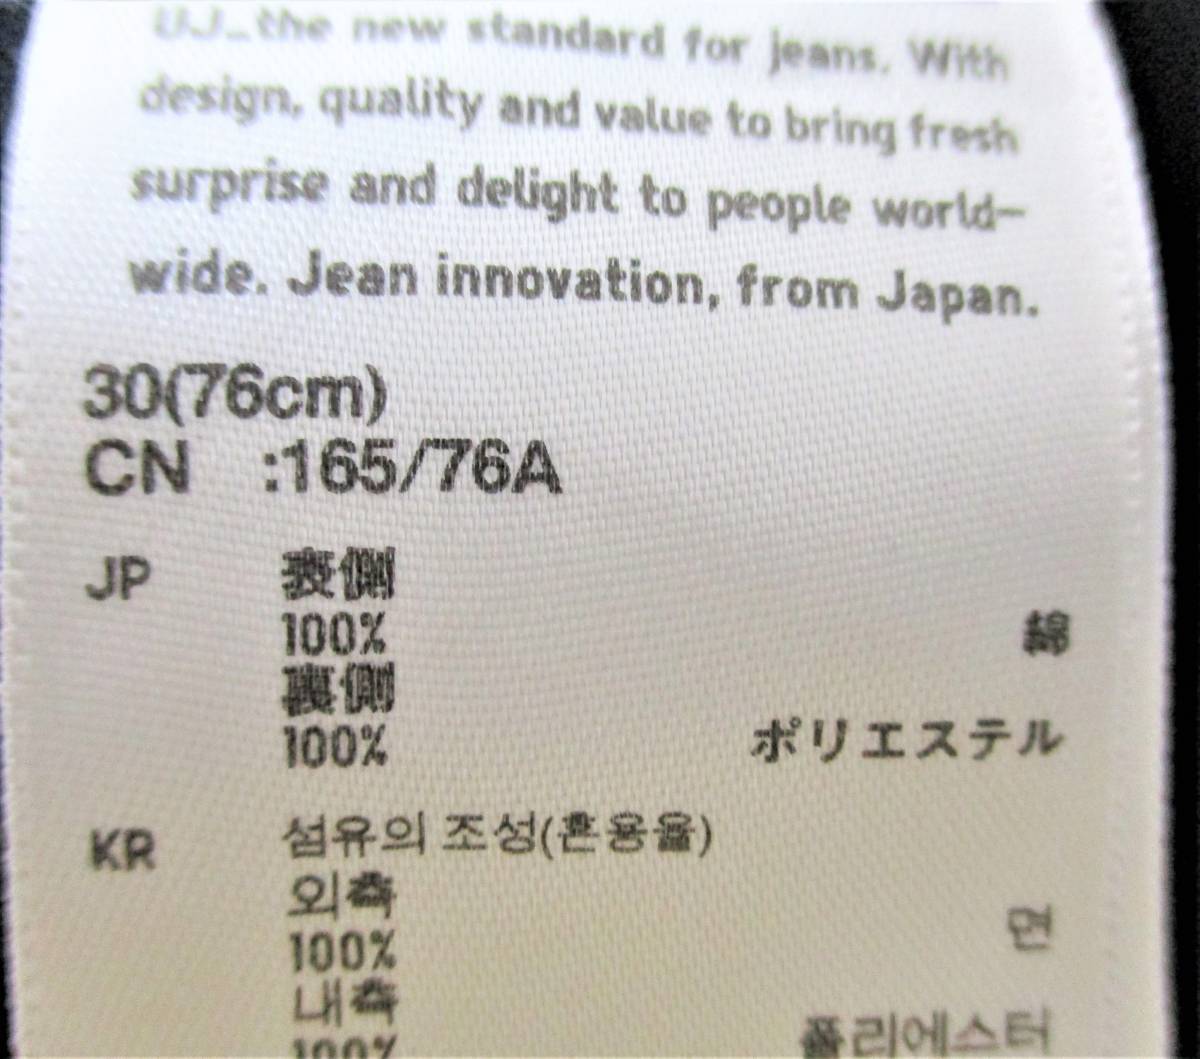 UJ_the new standard for jeans. With
design, quality and value to bring fresh
surprise and delight to people world-
wide. Jean innovation, from Japan.
30(76cm)
CN :165/76A
JP 表側
100% 綿
裏側
100% ポリエステル
KR 섬유의 조성(혼용율)
외측
100% 면
내측
100% 폴리에스터